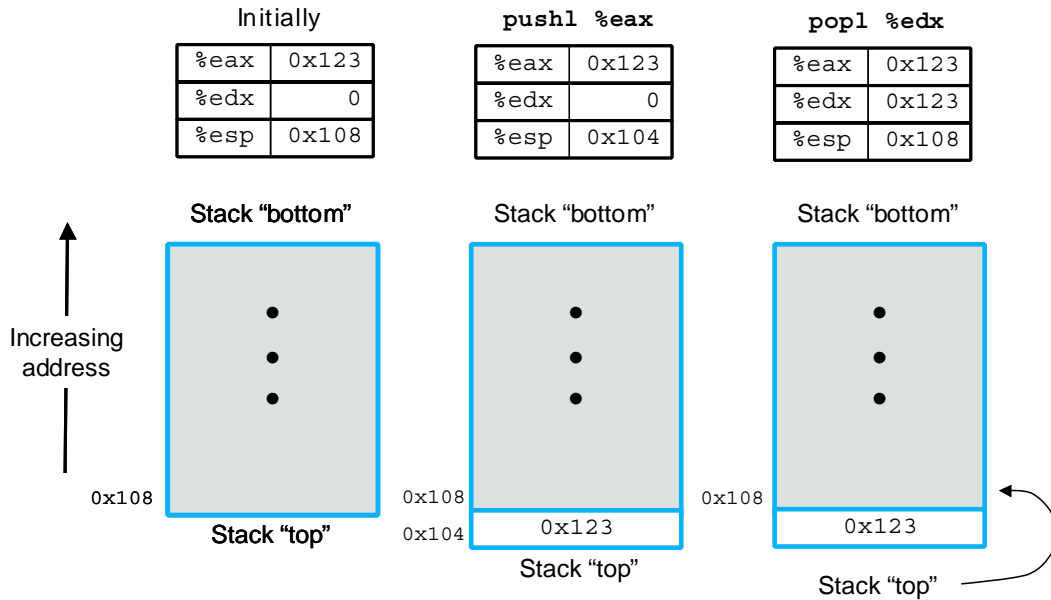 Initially
%eax 0x123
%edx 0
%esp 0x108
Stack “bottom”
Increasing
address
0x108
Stack “top”
pushl %eax
%eax 0x123
%edx 0
%esp 0x104
Stack “bottom”
0x108
0x104 0x123
Stack “top”
popl %edx
%eax 0x123
%edx 0x123
%esp 0x108
Stack “bottom”
0x108
0x123
Stack “top”